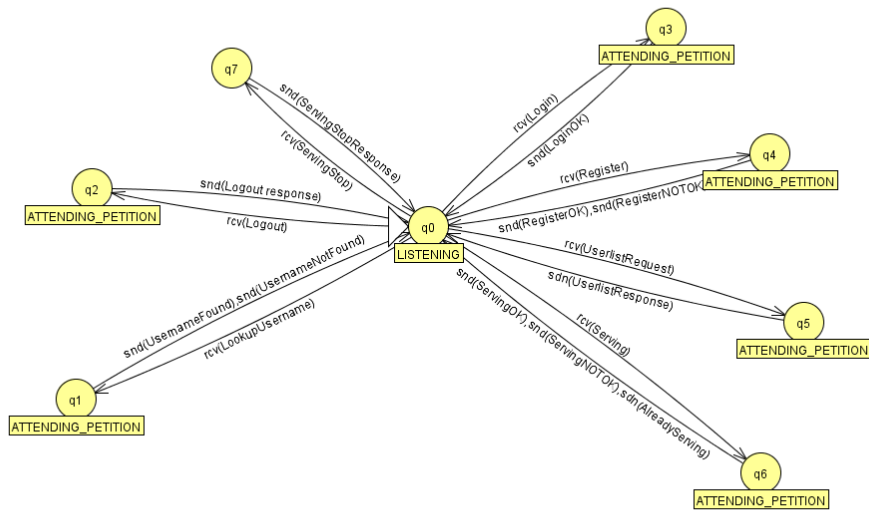 q3
ATTENDING_PETITION
q7
snd(ServingStopResponse)
rcv(ServingStop)
rcv(Login)
snd(LoginOK)
q4
ATTENDING_PETITION
rcv(Register)
snd(RegisterOK),snd(RegisterNOTOK)
q2
ATTENDING_PETITION
snd(Logout response)
rcv(Logout)
q0
LISTENING
rcv(UserlistRequest)
sdn(UserlistResponse)
q5
ATTENDING_PETITION
snd(UsernameFound),snd(UsernameNotFound)
rcv(LookupUsername)
q1
ATTENDING_PETITION
rcv(Serving)
snd(ServingOK),snd(ServingNOTOK),sdn(AlreadyServing)
q6
ATTENDING_PETITION